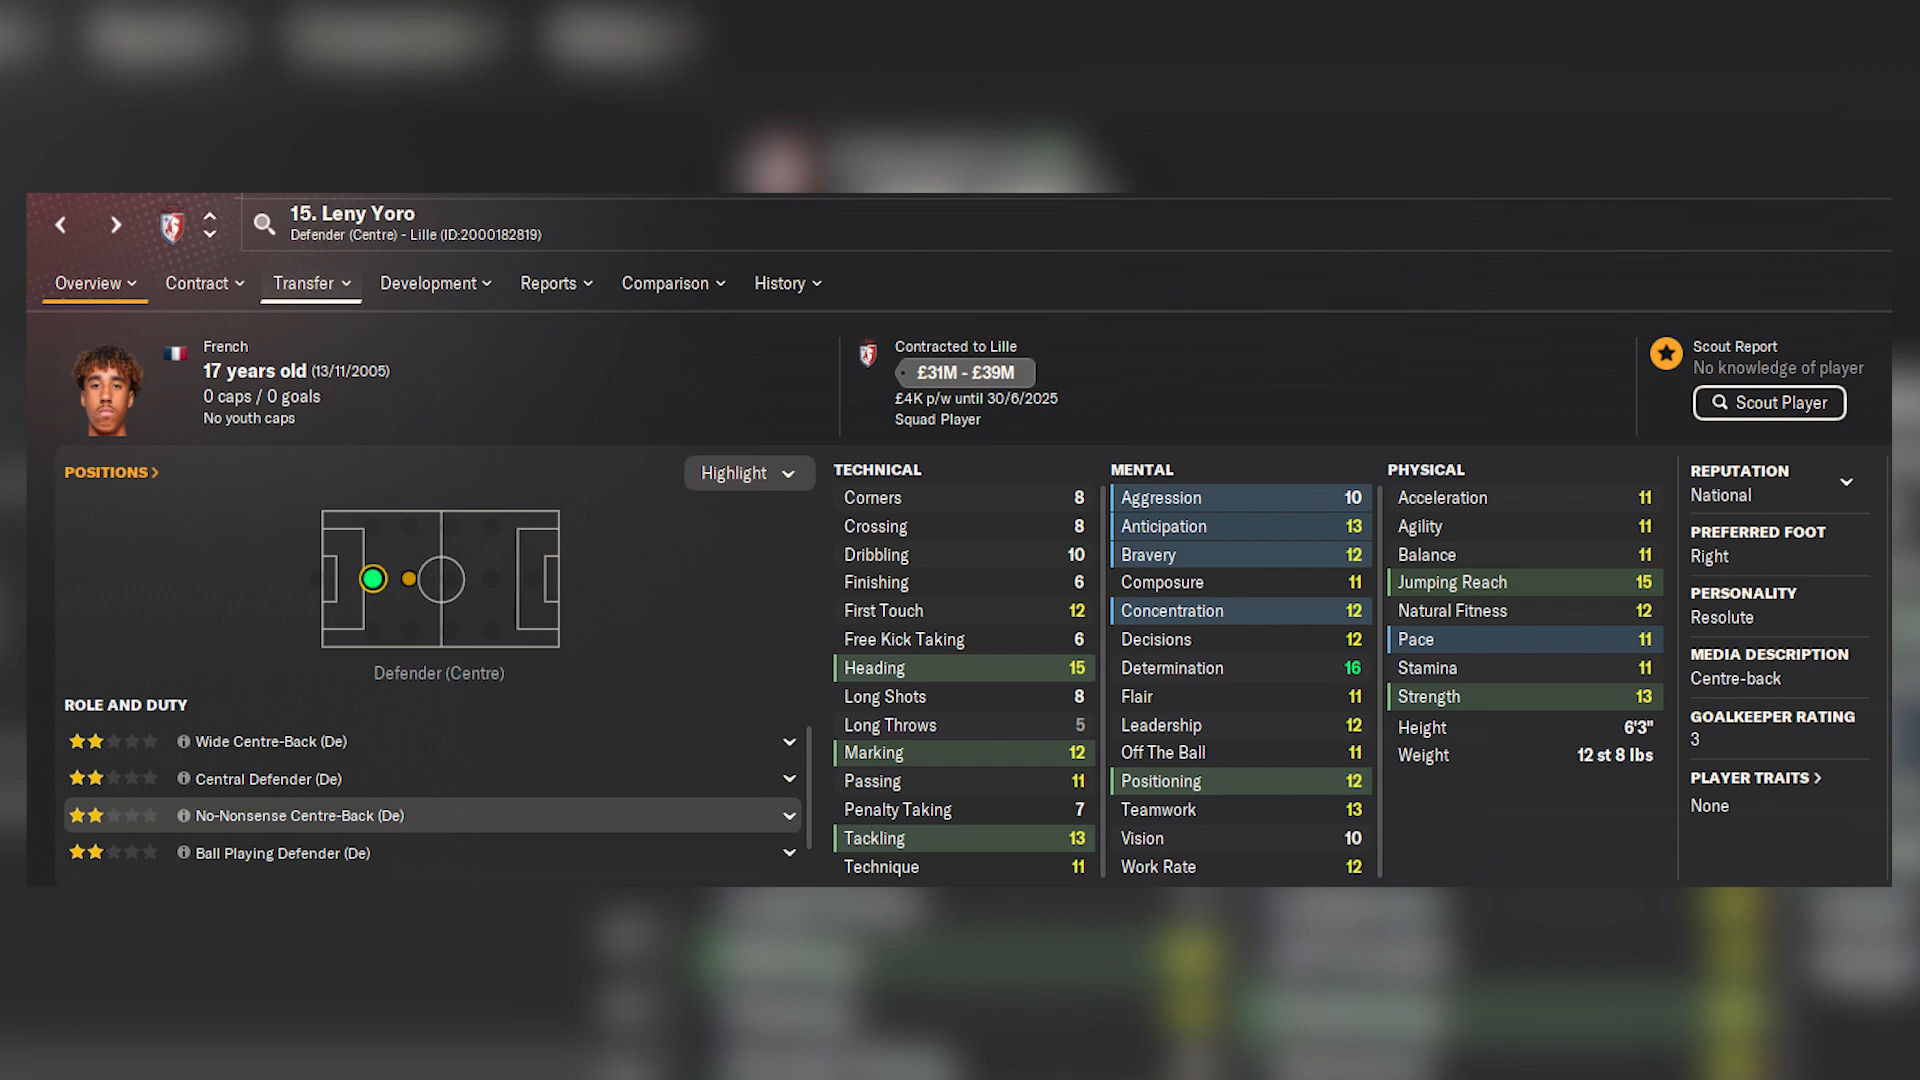 15. Leny Yoro
Defender (Centre) - Lille (ID:2000182819)
Overview Contract Transfer Development Reports Comparison History
French
17 years old (13/11/2005)
0 caps / 0 goals
No youth caps
Contracted to Lille
£31M - £39M
£4K p/w until 30/6/2025
Squad Player
Scout Report
No knowledge of player
Scout Player
POSITIONS
Highlight
Defender (Centre)
ROLE AND DUTY
Wide Centre-Back (De)
Central Defender (De)
No-Nonsense Centre-Back (De)
Ball Playing Defender (De)
TECHNICAL
Corners 8
Crossing 8
Dribbling 10
Finishing 6
First Touch 12
Free Kick Taking 6
Heading 15
Long Shots 8
Long Throws 5
Marking 12
Passing 11
Penalty Taking 7
Tackling 13
Technique 11
MENTAL
Aggression 10
Anticipation 13
Bravery 12
Composure 11
Concentration 12
Decisions 12
Determination 16
Flair 11
Leadership 12
Off The Ball 11
Positioning 12
Teamwork 13
Vision 10
Work Rate 12
PHYSICAL
Acceleration 11
Agility 11
Balance 11
Jumping Reach 15
Natural Fitness 12
Pace 11
Stamina 11
Strength 13
Height 6'3"
Weight 12 st 8 lbs
REPUTATION
National
PREFERRED FOOT
Right
PERSONALITY
Resolute
MEDIA DESCRIPTION
Centre-back
GOALKEEPER RATING
3
PLAYER TRAITS
None